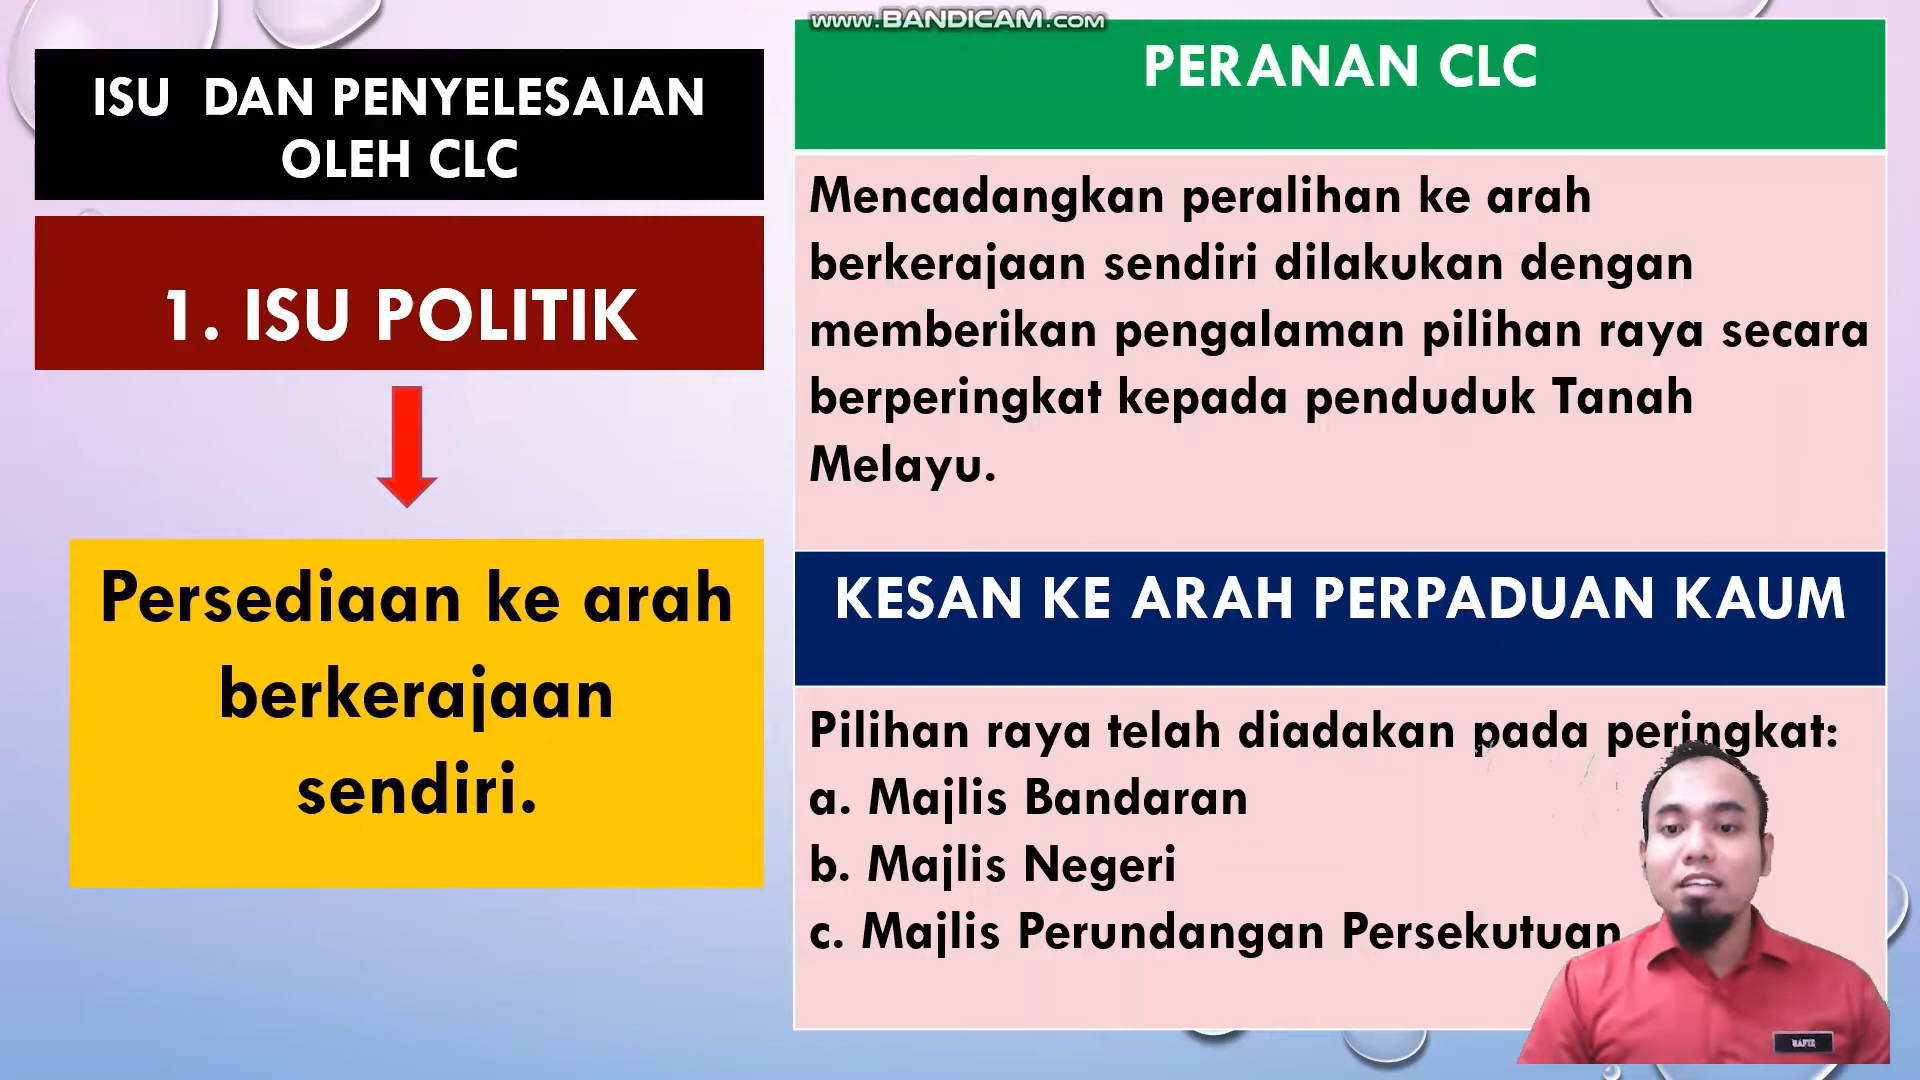 www.BANDICAM.com
ISU DAN PENYELESAIAN
OLEH CLC
1. ISU POLITIK
Persediaan ke arah
berkerajaan
sendiri.
PERANAN CLC
Mencadangkan peralihan ke arah
berkerajaan sendiri dilakukan dengan
memberikan pengalaman pilihan raya secara
berperingkat kepada penduduk Tanah
Melayu.
KESAN KE ARAH PERPADUAN KAUM
Pilihan raya telah diadakan pada peringkat:
a. Majlis Bandaran
b. Majlis Negeri
c. Majlis Perundangan Persekutuan